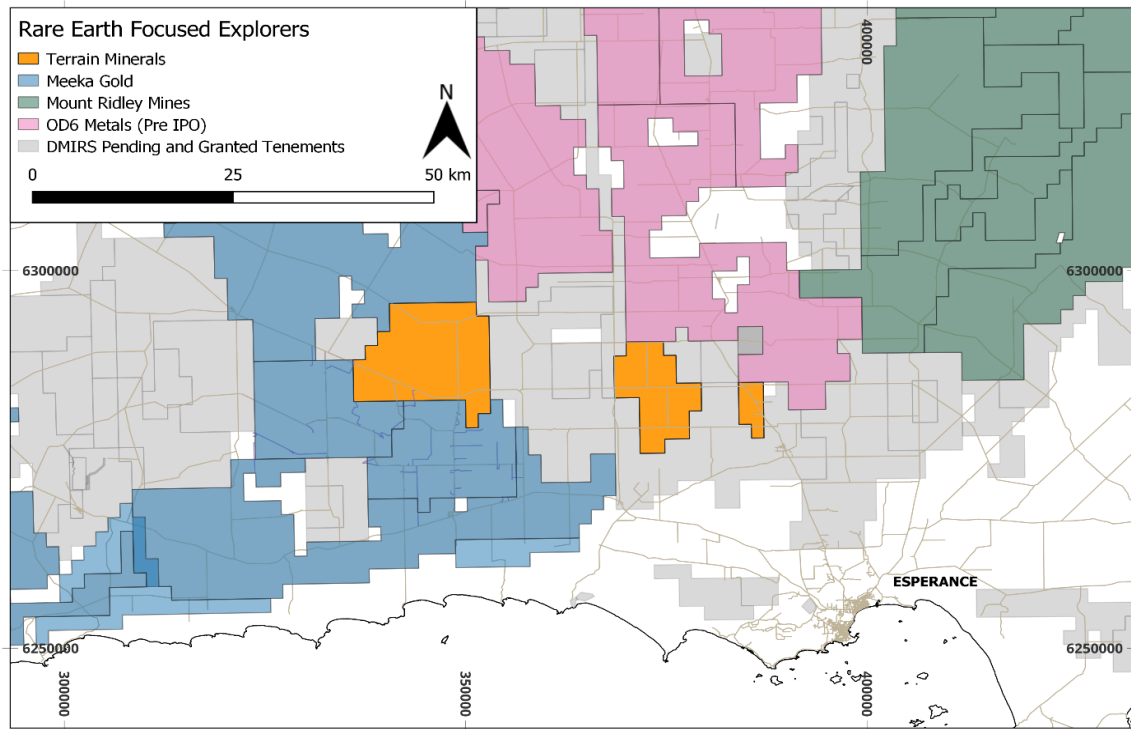 Rare Earth Focused Explorers
Terrain Minerals
Meeka Gold
Mount Ridley Mines
OD6 Metals (Pre IPO)
DMIRS Pending and Granted Tenements
N
0 25 50 km
400000
6300000 6300000
ESPERANCE
6250000 6250000
300000 350000 400000